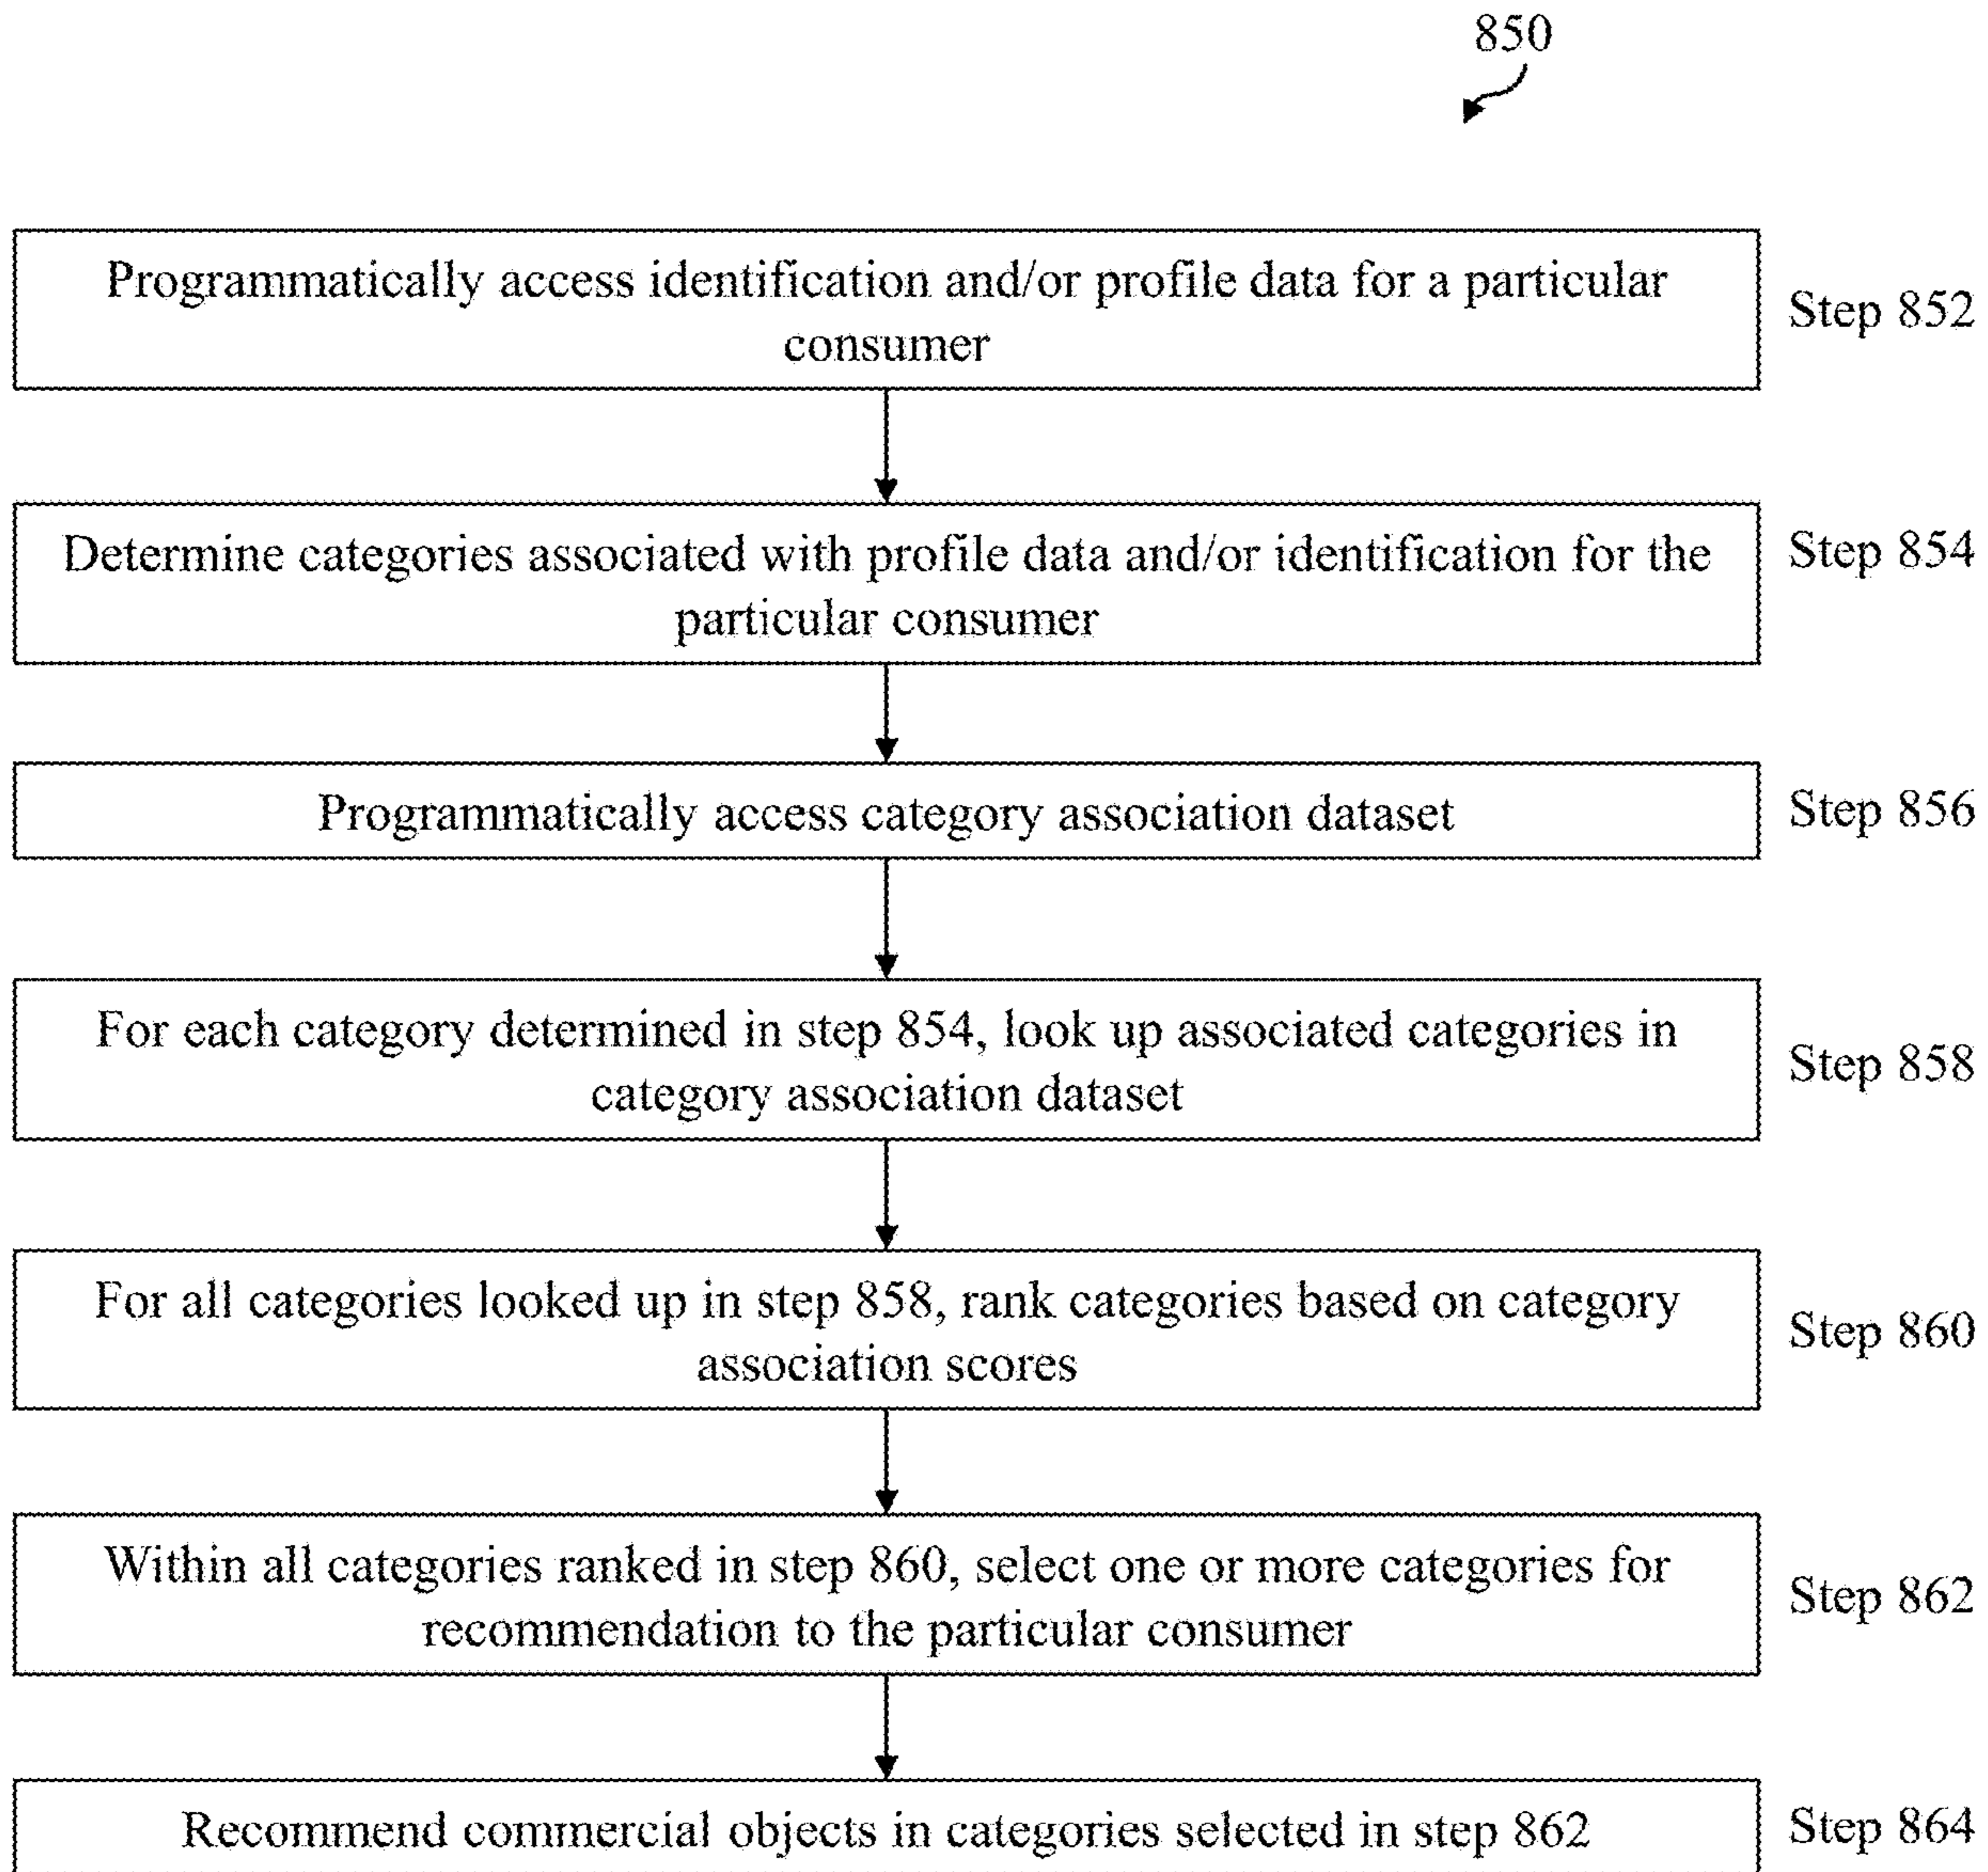 850
Programmatically access identification and/or profile data for a particular
consumer
Step 852
Determine categories associated with profile data and/or identification for the
particular consumer
Step 854
Programmatically access category association dataset
Step 856
For each category determined in step 854, look up associated categories in
category association dataset
Step 858
For all categories looked up in step 858, rank categories based on category
association scores
Step 860
Within all categories ranked in step 860, select one or more categories for
recommendation to the particular consumer
Step 862
Recommend commercial objects in categories selected in step 862
Step 864